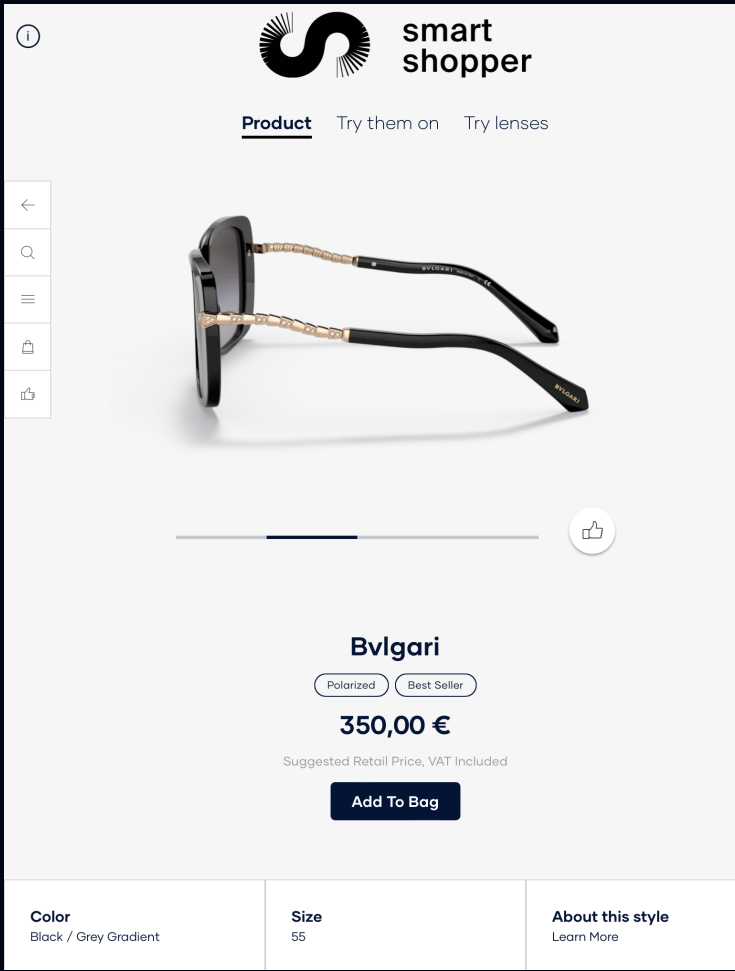 i
smart
shopper
Product Try them on Try lenses
BVLGARI
BVLGARI
Bvlgari
Polarized Best Seller
350,00 €
Suggested Retail Price, VAT Included
Add To Bag
Color
Black / Grey Gradient
Size
55
About this style
Learn More